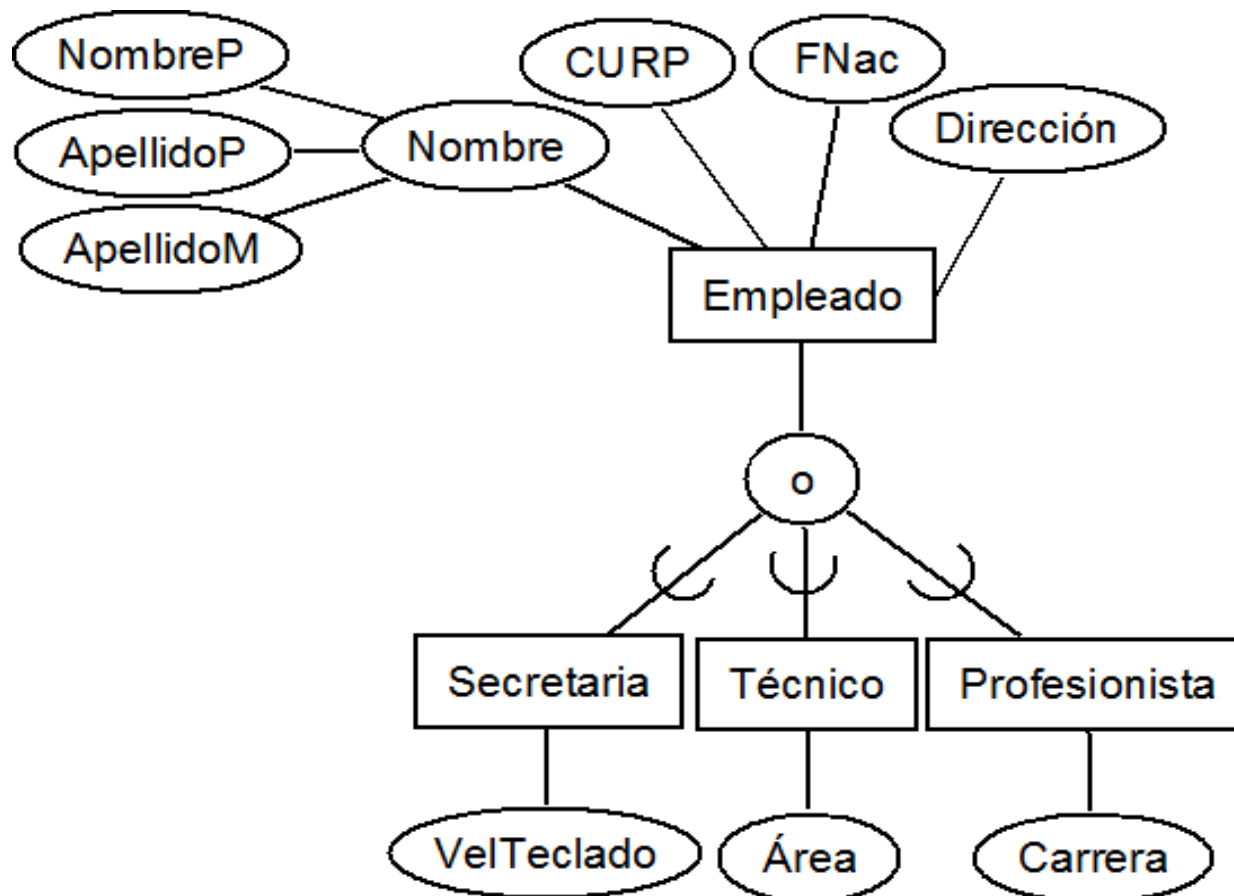 NombreP
CURP
FNac
Dirección
ApellidoP
Nombre
ApellidoM
Empleado
o
Secretaria
Técnico
Profesionista
VelTeclado
Área
Carrera